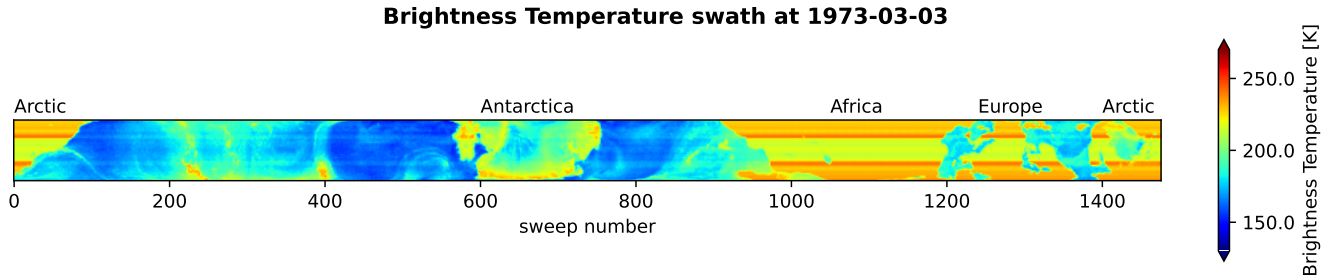 Brightness Temperature swath at 1973-03-03
Arctic
Antarctica
Africa
Europe
Arctic
0
200
400
600
800
1000
1200
1400
sweep number
250.0
200.0
150.0
Brightness Temperature [K]